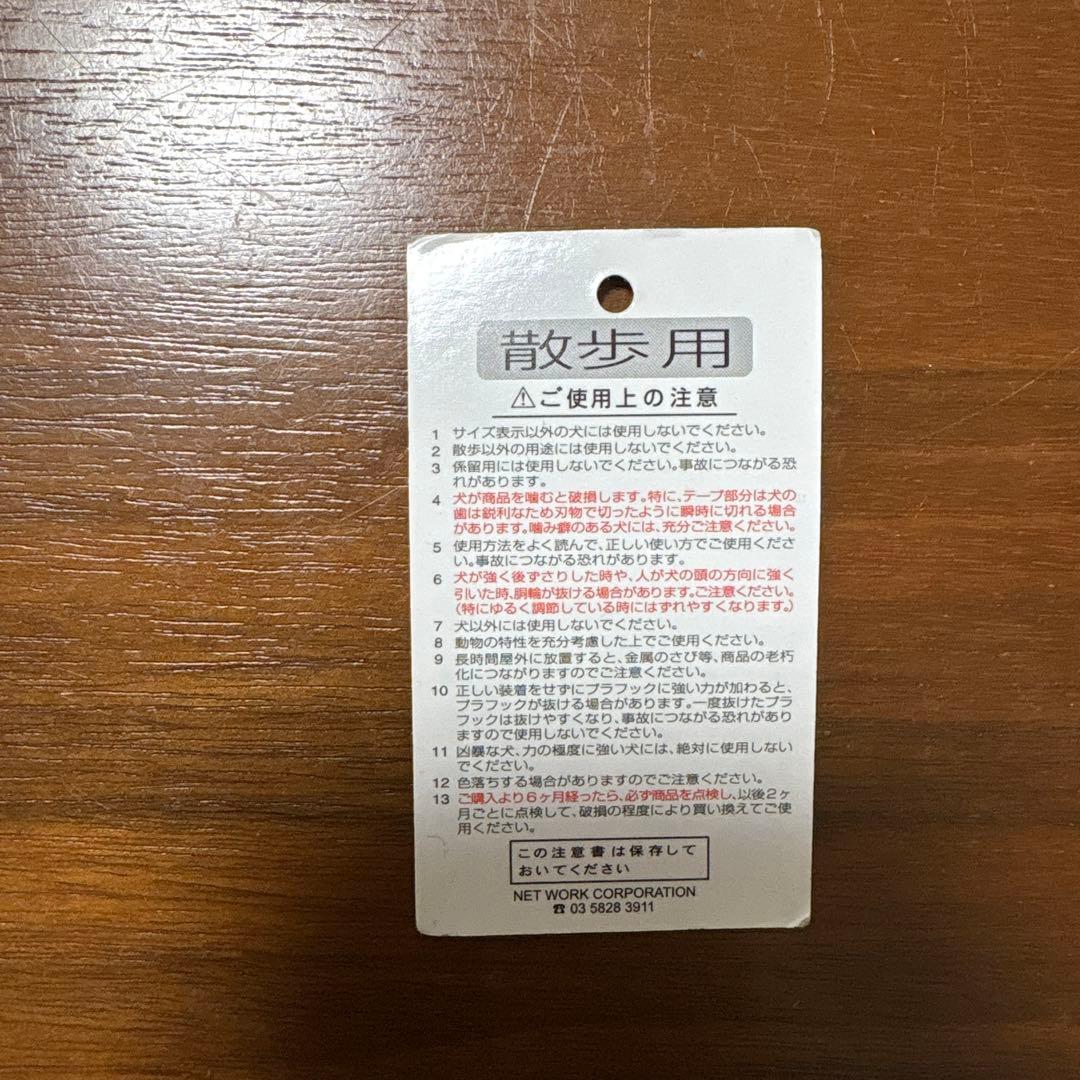 散歩用
⚠ご使用上の注意
1 サイズ表示以外の犬には使用しないでください。
2 散歩以外の用途には使用しないでください。
3 係留用には使用しないでください。事故につながる恐
れがあります。
4 犬が商品を噛むと破損します。特に、テープ部分は犬の
歯は鋭利なため刃物で切ったように瞬時に切れる場合
があります。噛み癖のある犬には、充分ご注意ください。
5 使用方法をよく読んで、正しい使い方でご使用くださ
い。事故につながる恐れがあります。
6 犬が強く後ずさりした時や、人が犬の頭の方向に強く
引いた時、胴輪が抜ける場合があります。ご注意ください。
(特にゆるく調節している時にはずれやすくなります。)
7 犬以外には使用しないでください。
8 動物の特性を充分考慮した上でご使用ください。
9 長時間屋外に放置すると、金属のさび等、商品の老朽
化につながりますのでご注意ください。
10 正しい装着をせずにプラフックに強い力が加わると、
プラフックが抜ける場合があります。一度抜けたプラ
フックは抜けやすくなり、事故につながる恐れがあり
ますので使用しないでください。
11 凶暴な犬、力の極度に強い犬には、絶対に使用しない
でください。
12 色落ちする場合がありますのでご注意ください。
13 ご購入より6ヶ月経ったら、必ず商品を点検し、以後2ヶ
月ごとに点検して、破損の程度により買い換えてご使
用ください。
この注意書は保存して
おいてください
NET WORK CORPORATION
☎ 03 5828 3911